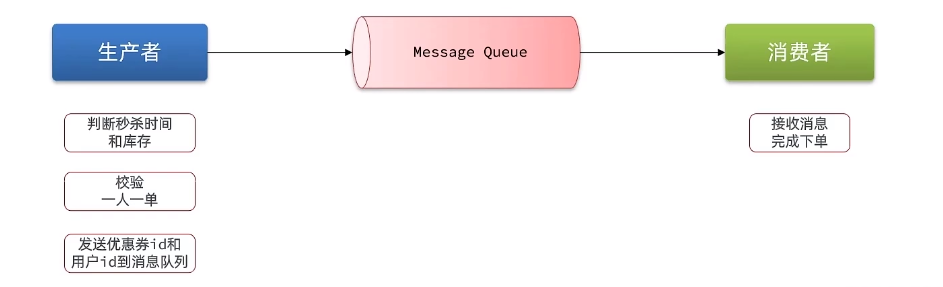 生产者
Message Queue
消费者
判断秒杀时间
和库存
校验
一人一单
发送优惠券id和
用户id到消息队列
接收消息
完成下单